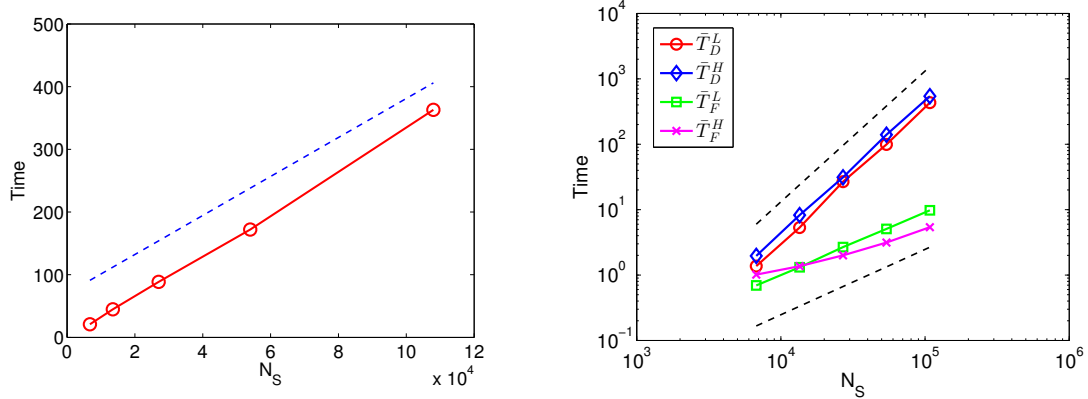 500
400
300
200
100
0
Time
0 2 4 6 8 10 12
x 10^4
N_S
10^4
10^3
10^2
10^1
10^0
10^-1
Time
T̄_D^L
T̄_D^H
T̄_F^L
T̄_F^H
10^3 10^4 10^5 10^6
N_S